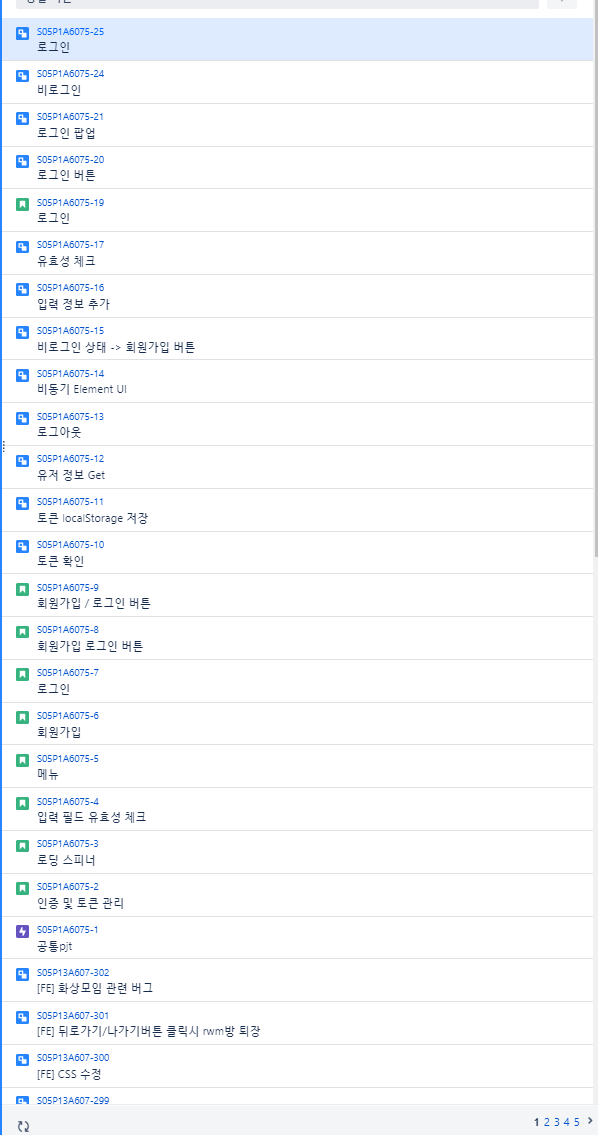 S05P1A6075-25
로그인
S05P1A6075-24
비로그인
S05P1A6075-21
로그인 팝업
S05P1A6075-20
로그인 버튼
S05P1A6075-19
로그인
S05P1A6075-17
유효성 체크
S05P1A6075-16
입력 정보 추가
S05P1A6075-15
비로그인 상태 -> 회원가입 버튼
S05P1A6075-14
비동기 Element UI
S05P1A6075-13
로그아웃
S05P1A6075-12
유저 정보 Get
S05P1A6075-11
토큰 localStorage 저장
S05P1A6075-10
토큰 확인
S05P1A6075-9
회원가입 / 로그인 버튼
S05P1A6075-8
회원가입 로그인 버튼
S05P1A6075-7
로그인
S05P1A6075-6
회원가입
S05P1A6075-5
메뉴
S05P1A6075-4
입력 필드 유효성 체크
S05P1A6075-3
로딩 스피너
S05P1A6075-2
인증 및 토큰 관리
S05P1A6075-1
공통pjt
S05P13A607-302
[FE] 화상모임 관련 버그
S05P13A607-301
[FE] 뒤로가기/나가기버튼 클릭시 rwm방 퇴장
S05P13A607-300
[FE] CSS 수정
S05P13A607-299
1 2 3 4 5